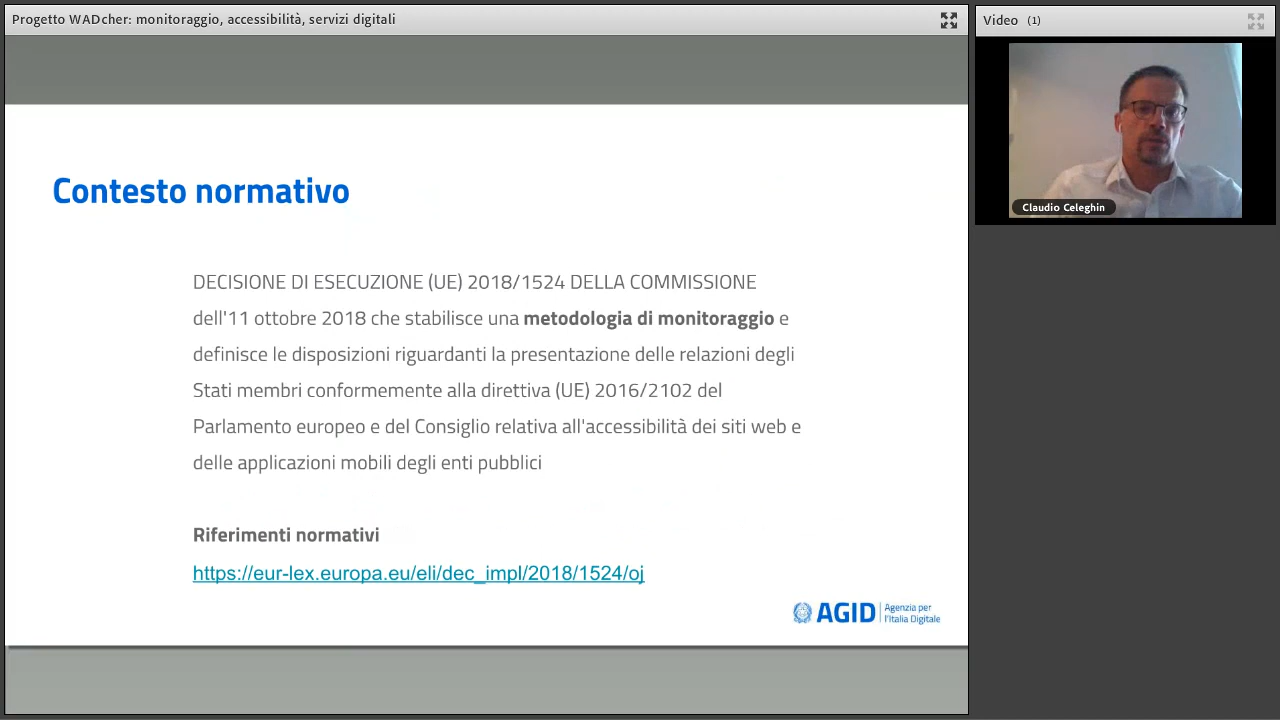 Progetto WADcher: monitoraggio, accessibilità, servizi digitali
Video (1)
Claudio Celeghin
Contesto normativo
DECISIONE DI ESECUZIONE (UE) 2018/1524 DELLA COMMISSIONE
dell'11 ottobre 2018 che stabilisce una metodologia di monitoraggio e
definisce le disposizioni riguardanti la presentazione delle relazioni degli
Stati membri conformemente alla direttiva (UE) 2016/2102 del
Parlamento europeo e del Consiglio relativa all'accessibilità dei siti web e
delle applicazioni mobili degli enti pubblici
Riferimenti normativi
https://eur-lex.europa.eu/eli/dec_impl/2018/1524/oj
AGID Agenzia per
l'Italia Digitale